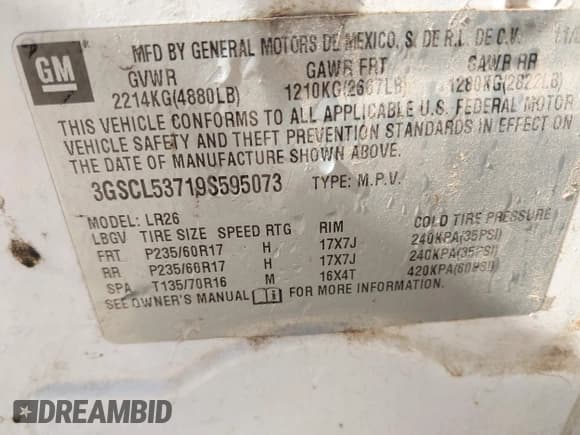 MFD BY GENERAL MOTORS DE MEXICO, S. DE R.L. DE C.V. 11/
GM
GVWR GAWR FRT GAWR RR
2214KG(4880LB) 1210KG(2667LB) 1280KG(2822LB)
THIS VEHICLE CONFORMS TO ALL APPLICABLE U.S. FEDERAL MOTOR
VEHICLE SAFETY AND THEFT PREVENTION STANDARDS IN EFFECT ON
THE DATE OF MANUFACTURE SHOWN ABOVE.
3GSCL53719S595073 TYPE: M.P.V.
MODEL: LR26
LBGV TIRE SIZE SPEED RTG RIM COLD TIRE PRESSURE
FRT P235/60R17 H 17X7J 240KPA(35PSI)
RR P235/60R17 H 17X7J 240KPA(35PSI)
SPA T135/70R16 M 16X4T 420KPA(60PSI)
SEE OWNER'S MANUAL FOR MORE INFORMATION.
DREAMBID